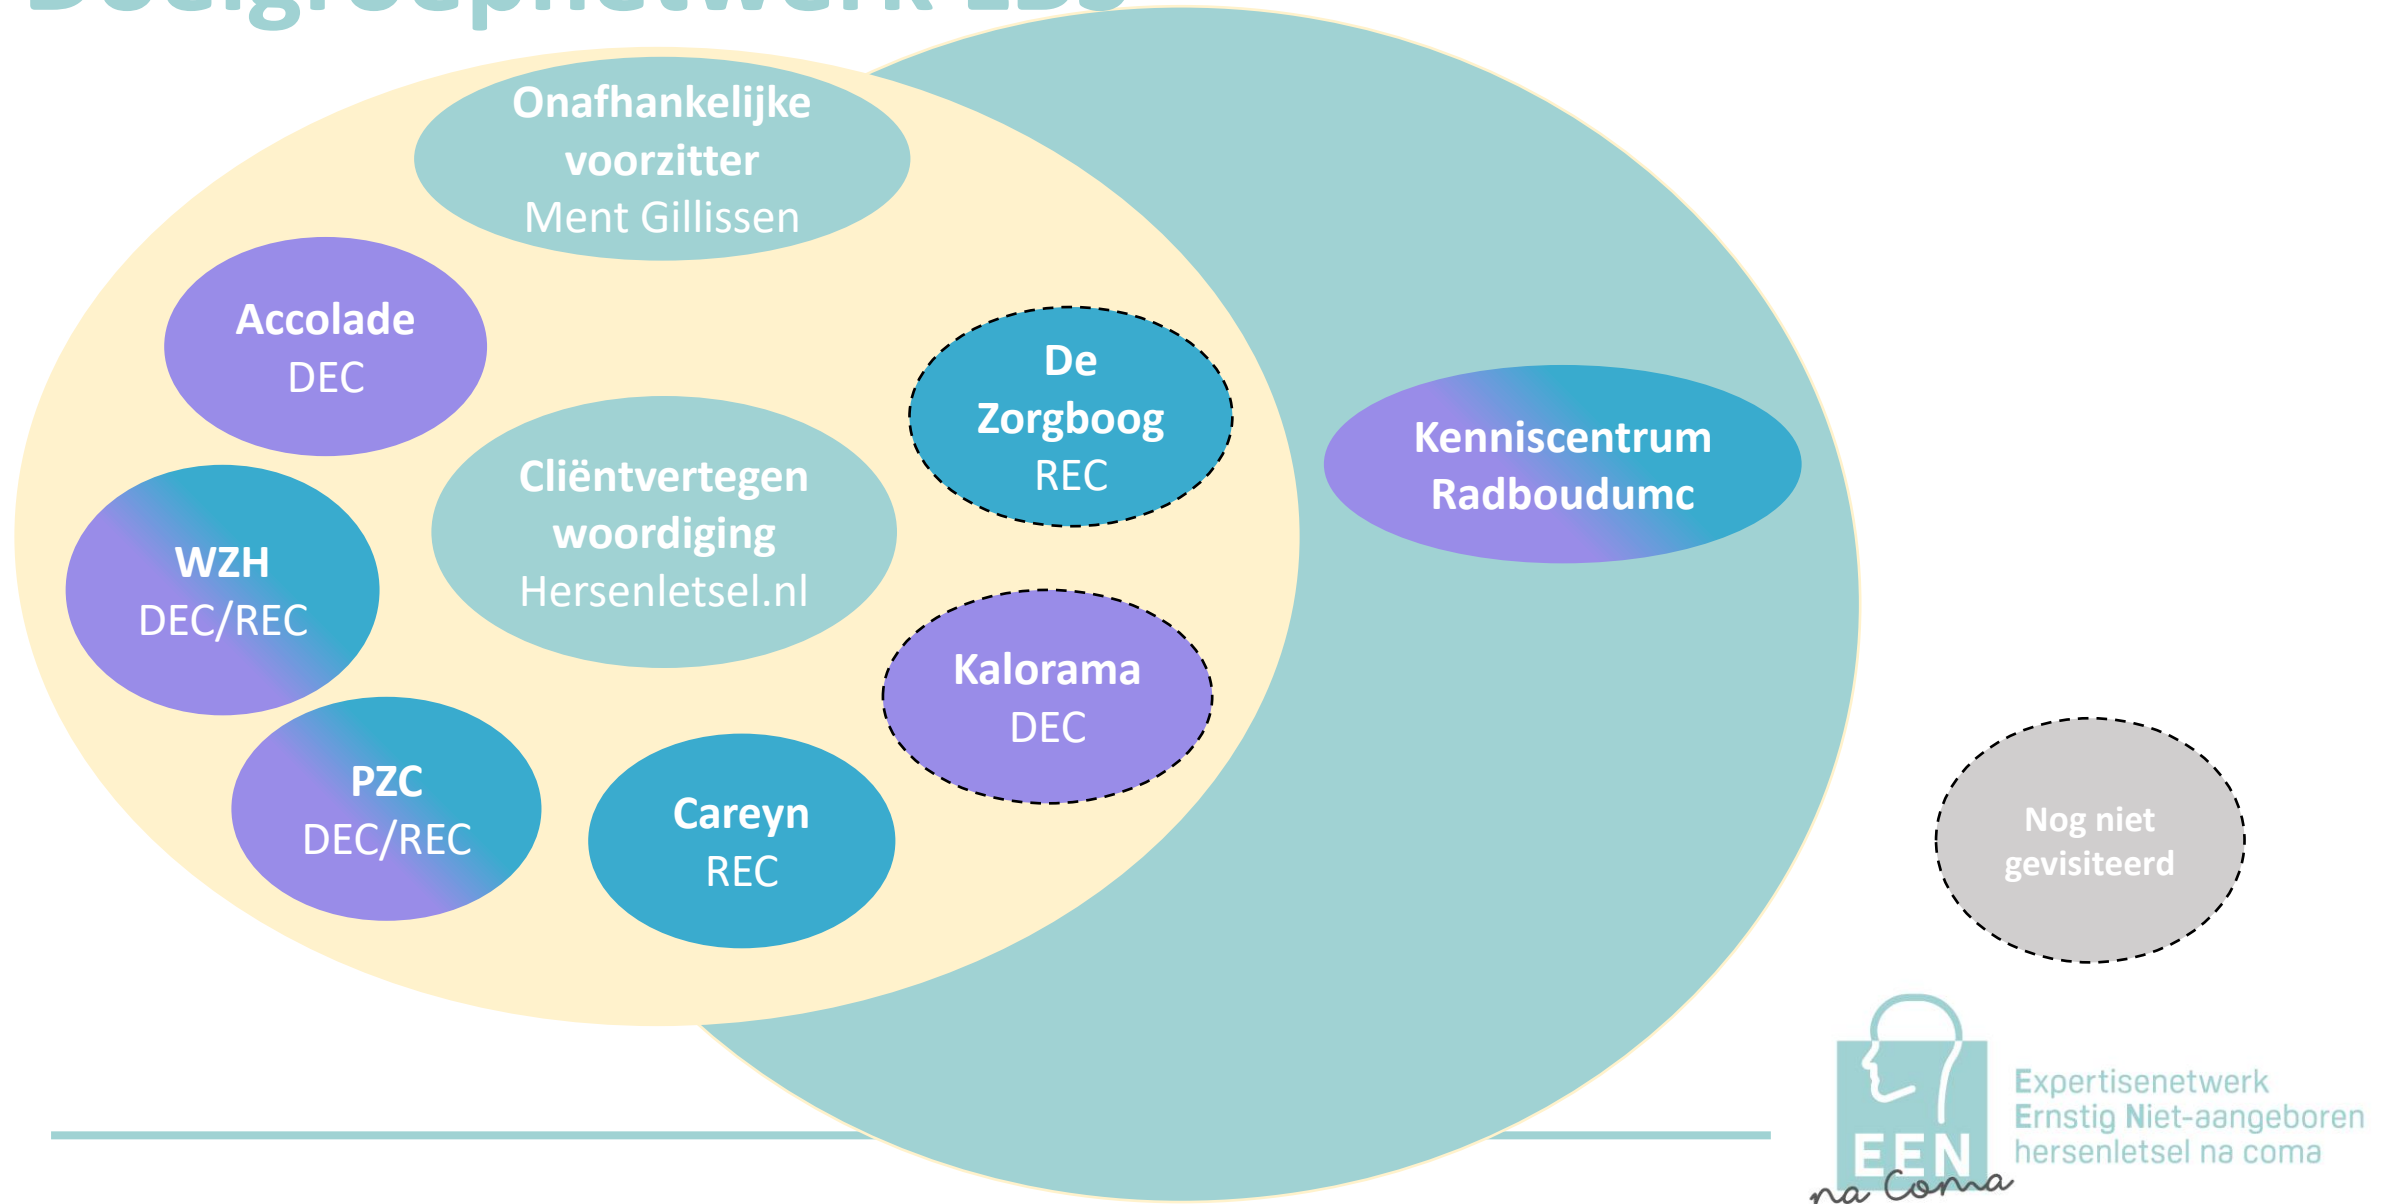 Doelgroepnetwerk LBS
Onafhankelijke
voorzitter
Ment Gillissen
Accolade
DEC
De
Zorgboog
REC
Kenniscentrum
Radboudumc
Cliëntvertegen
woordiging
Hersenletsel.nl
WZH
DEC/REC
Kalorama
DEC
PZC
DEC/REC
Careyn
REC
Nog niet
gevisiteerd
Expertisenetwerk
Ernstig Niet-aangeboren
hersenletsel na coma
EEN
na Coma